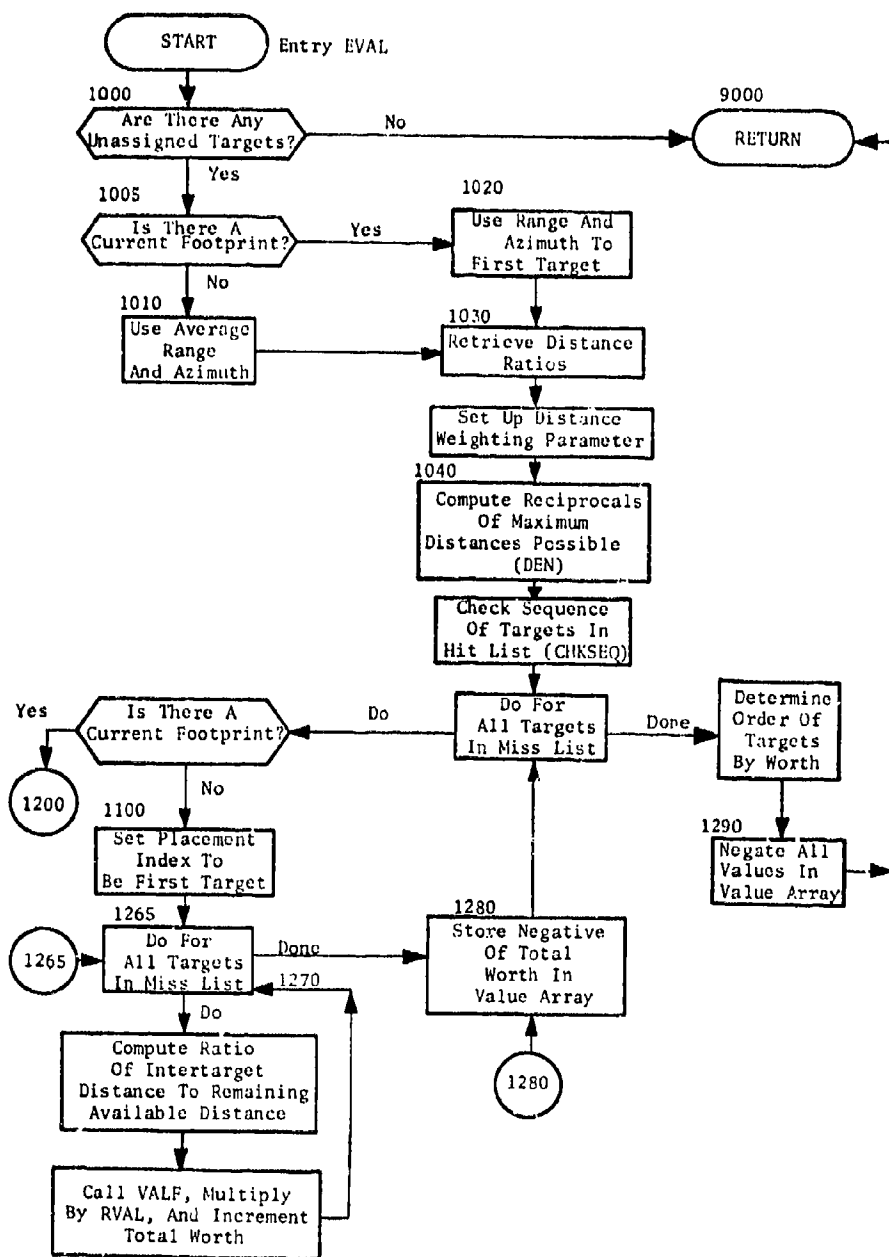 START
Entry EVAL
1000
Are There Any
Unassigned Targets?
No
9000
RETURN
Yes
1005
Is There A
Current Footprint?
Yes
1020
Use Range And
Azimuth To
First Target
No
1010
Use Average
Range
And Azimuth
1030
Retrieve Distance
Ratios
Set Up Distance
Weighting Parameter
1040
Compute Reciprocals
Of Maximum
Distances Possible
(DEN)
Check Sequence
Of Targets In
Hit List (CHKSEQ)
Do For
All Targets
In Miss List
Done
Determine
Order Of
Targets
By Worth
1290
Negate All
Values In
Value Array
Do
Is There A
Current Footprint?
Yes
1200
No
1100
Set Placement
Index To
Be First Target
1265
1265
Do For
All Targets
In Miss List
Done
1270
1280
Store Negative
Of Total
Worth In
Value Array
1280
Do
Compute Ratio
Of Intertarget
Distance To Remaining
Available Distance
Call VALF, Multiply
By RVAL, And Increment
Total Worth